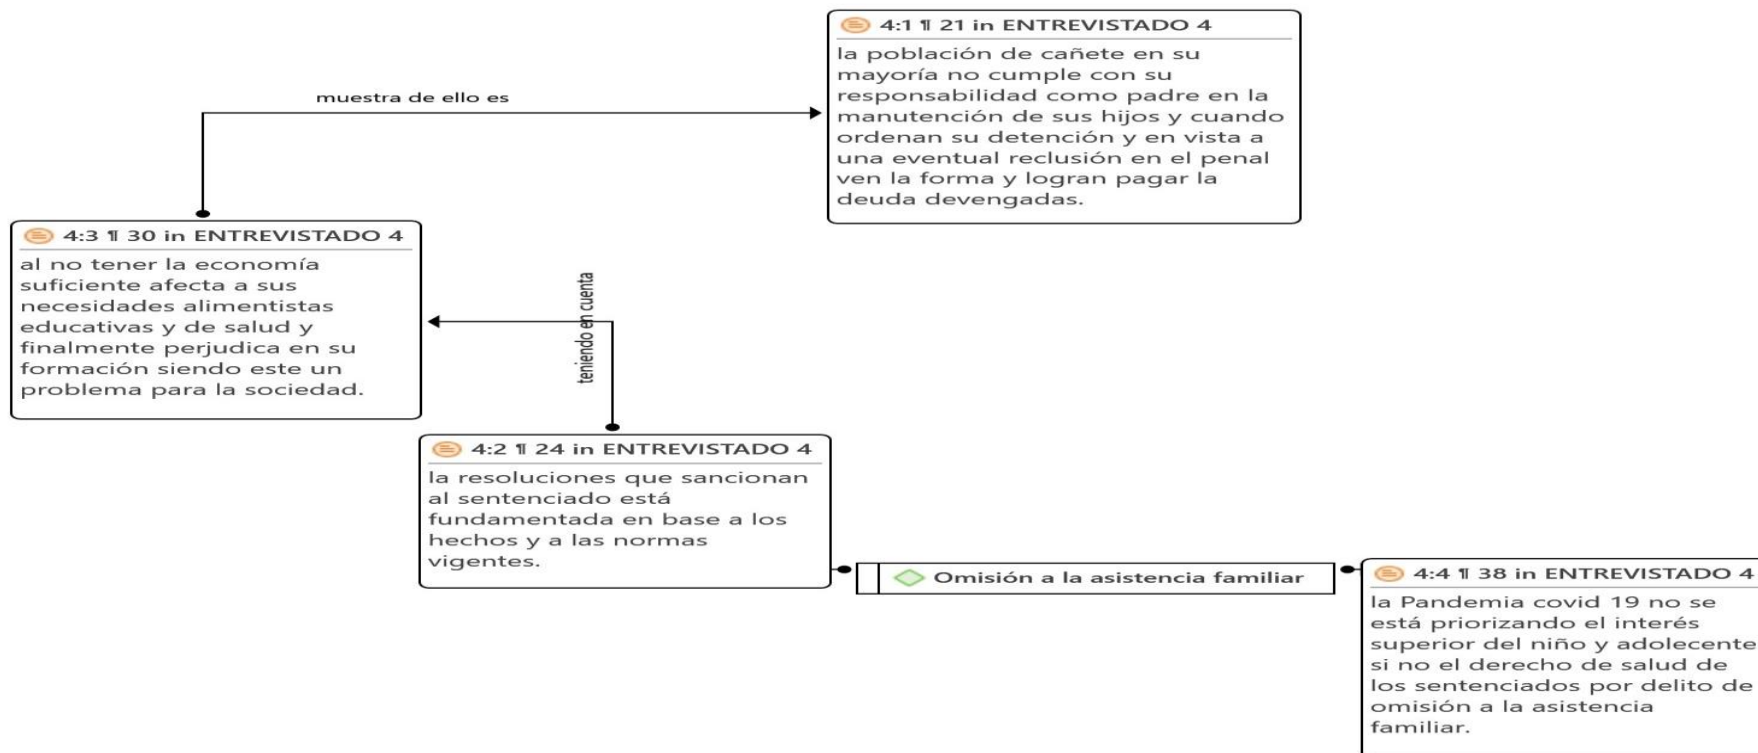 4:1 ¶ 21 in ENTREVISTADO 4
la población de cañete en su
mayoría no cumple con su
responsabilidad como padre en la
manutención de sus hijos y cuando
ordenan su detención y en vista a
una eventual reclusión en el penal
ven la forma y logran pagar la
deuda devengadas.
muestra de ello es
4:3 ¶ 30 in ENTREVISTADO 4
al no tener la economía
suficiente afecta a sus
necesidades alimentistas
educativas y de salud y
finalmente perjudica en su
formación siendo este un
problema para la sociedad.
teniendo en cuenta
4:2 ¶ 24 in ENTREVISTADO 4
la resoluciones que sancionan
al sentenciado está
fundamentada en base a los
hechos y a las normas
vigentes.
Omisión a la asistencia familiar
4:4 ¶ 38 in ENTREVISTADO 4
la Pandemia covid 19 no se
está priorizando el interés
superior del niño y adolecente
si no el derecho de salud de
los sentenciados por delito de
omisión a la asistencia
familiar.